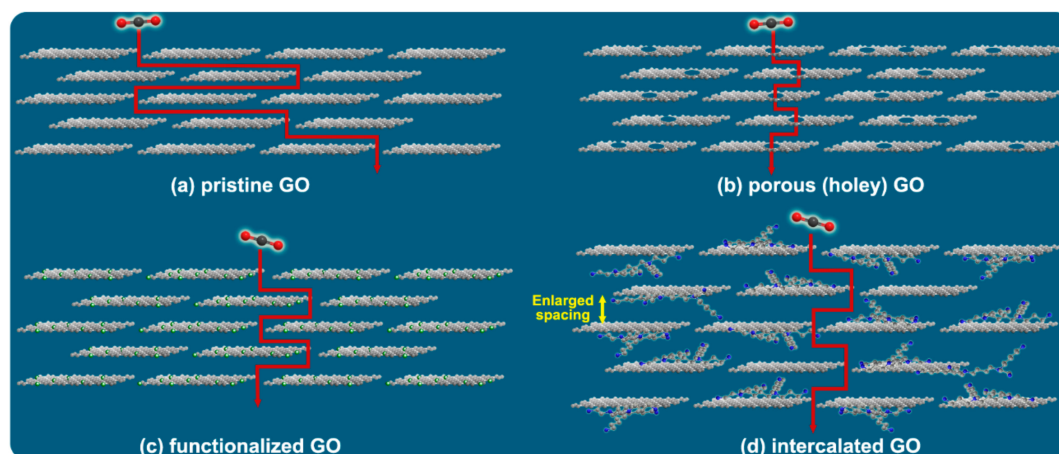 (a) pristine GO
(b) porous (holey) GO
Enlarged
spacing
(c) functionalized GO
(d) intercalated GO